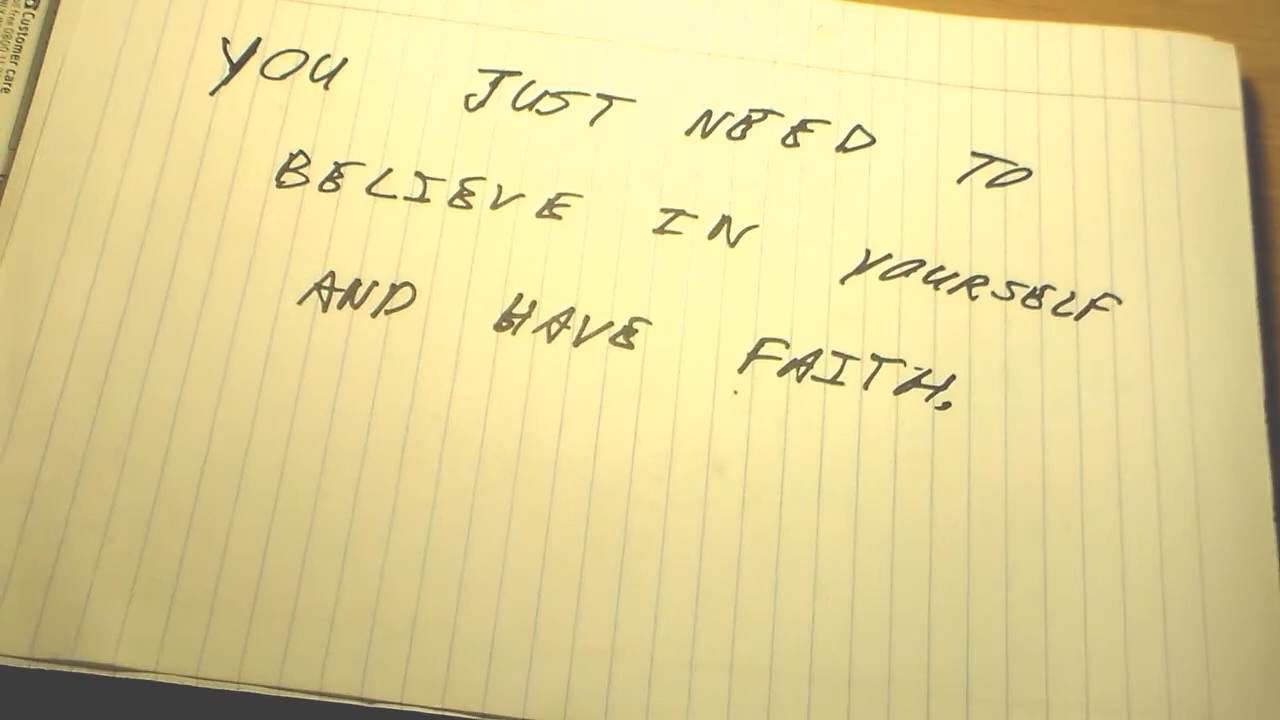 YOU JUST NEED TO
BELIEVE IN YOURSELF
AND HAVE FAITH.
Customer care